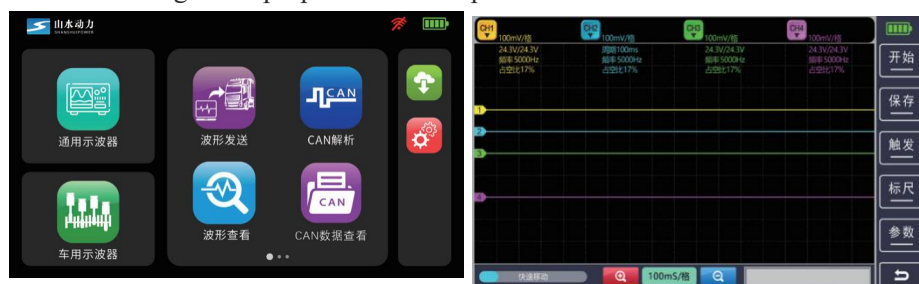 山水动力
SHANSHUIPOWER
通用示波器
波形发送
CAN
CAN解析
车用示波器
波形查看
CAN
CAN数据查看
CH1
100mV/格
24.3V/24.3V
频率5000Hz
占空比17%
CH2
100mV/格
周期100ms
频率5000Hz
占空比17%
CH3
100mV/格
24.3V/24.3V
频率5000Hz
占空比17%
CH4
100mV/格
24.3V/24.3V
频率5000Hz
占空比17%
1
2
3
4
开始
保存
触发
标尺
参数
快速移动
100mS/格